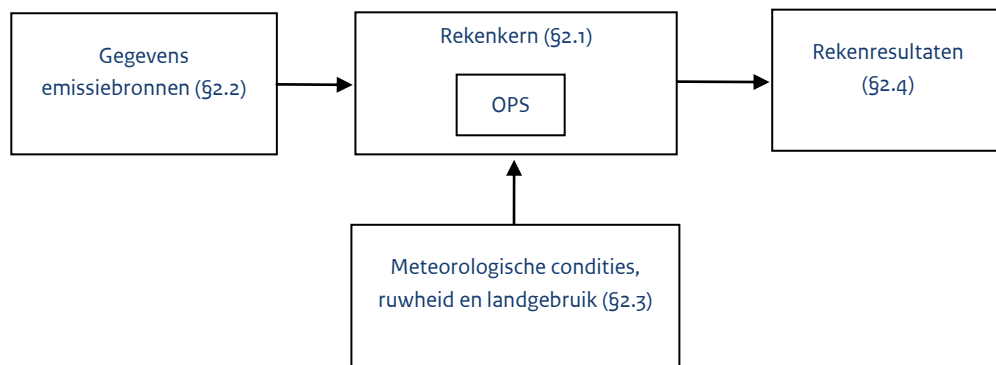 Gegevens
emissiebronnen (§2.2)
Rekenkern (§2.1)
OPS
Rekenresultaten
(§2.4)
Meteorologische condities,
ruwheid en landgebruik (§2.3)